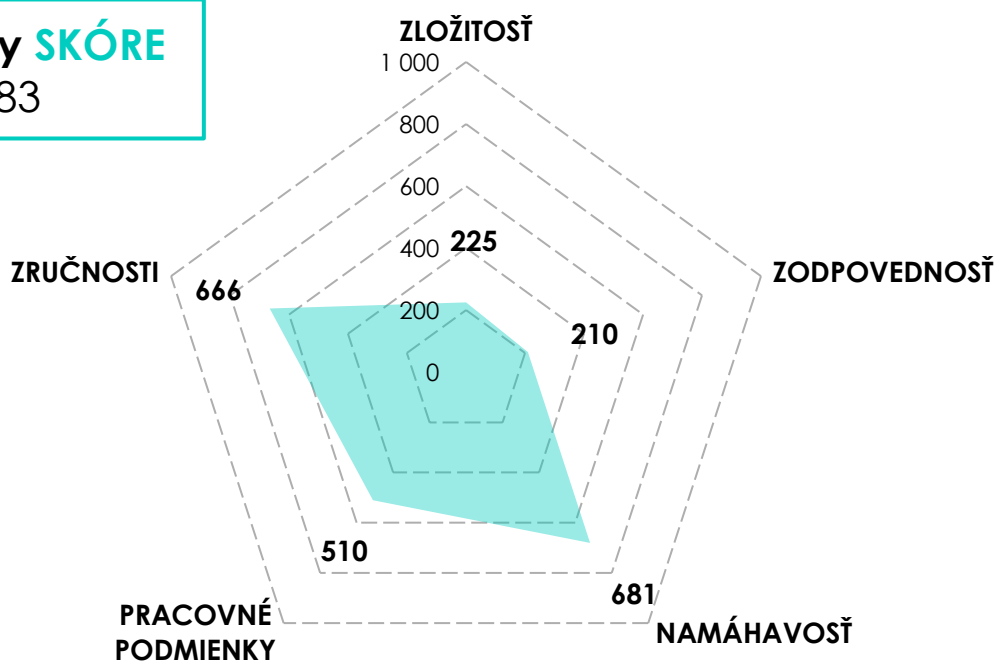 SKÓRE
83
ZLOŽITOSŤ
1 000
800
600
400
225
200
0
ZRUČNOSTI
666
ZODPOVEDNOSŤ
210
510
681
PRACOVNÉ
PODMIENKY
NAMÁHAVOSŤ